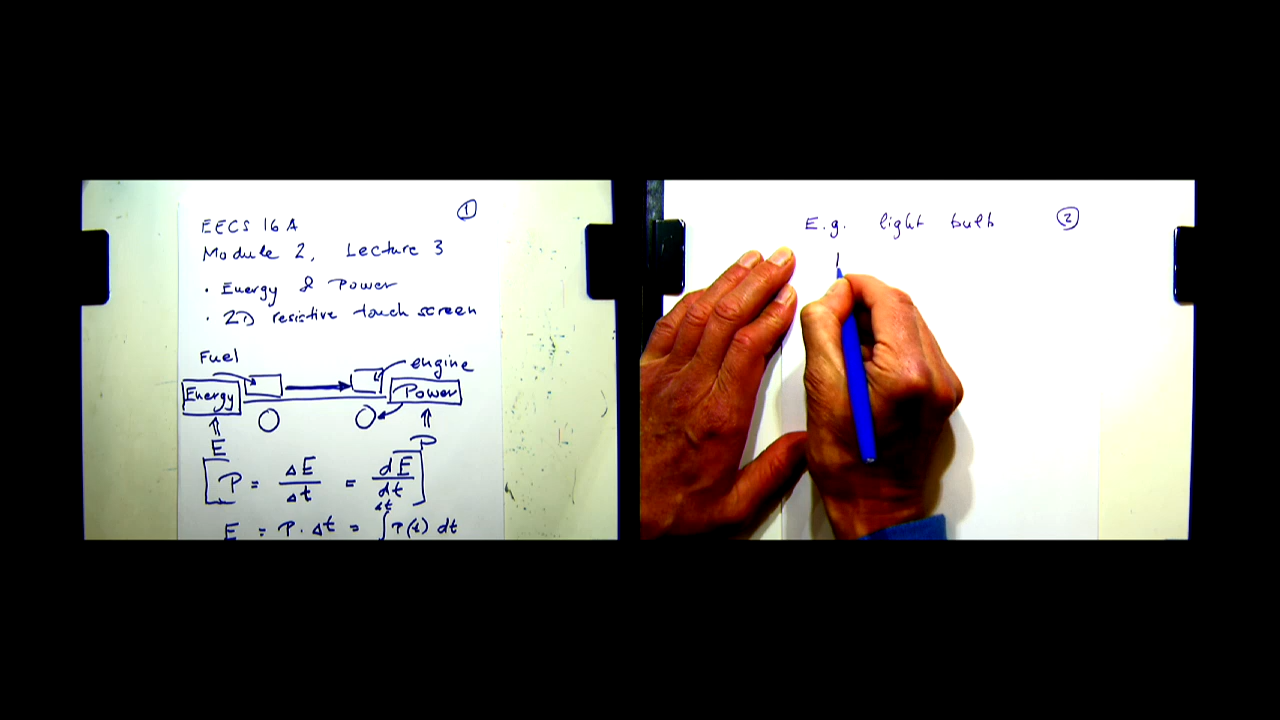 ①
EECS 16A
Module 2, Lecture 3
• Energy & Power
• 2D resistive touch screen
Fuel
engine
Energy
Power
E
P
[P = ΔE/Δt = dE/dt]
E = P · Δt = ∫^Δt P(t) dt
E.g. light bulb ②